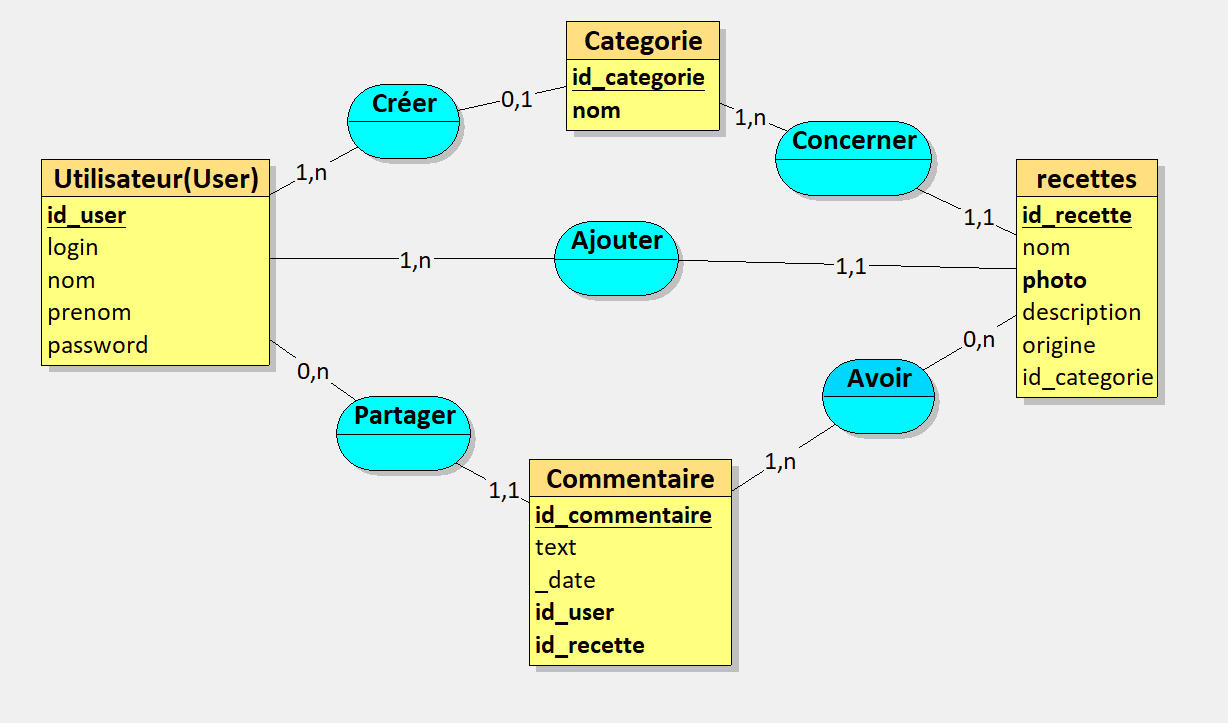 Categorie
id_categorie
nom
Créer
0,1
1,n
1,n
Concerner
1,1
Utilisateur(User)
id_user
login
nom
prenom
password
1,n
Ajouter
1,1
recettes
id_recette
nom
photo
description
origine
id_categorie
0,n
Partager
1,1
Avoir
0,n
1,n
Commentaire
id_commentaire
text
_date
id_user
id_recette